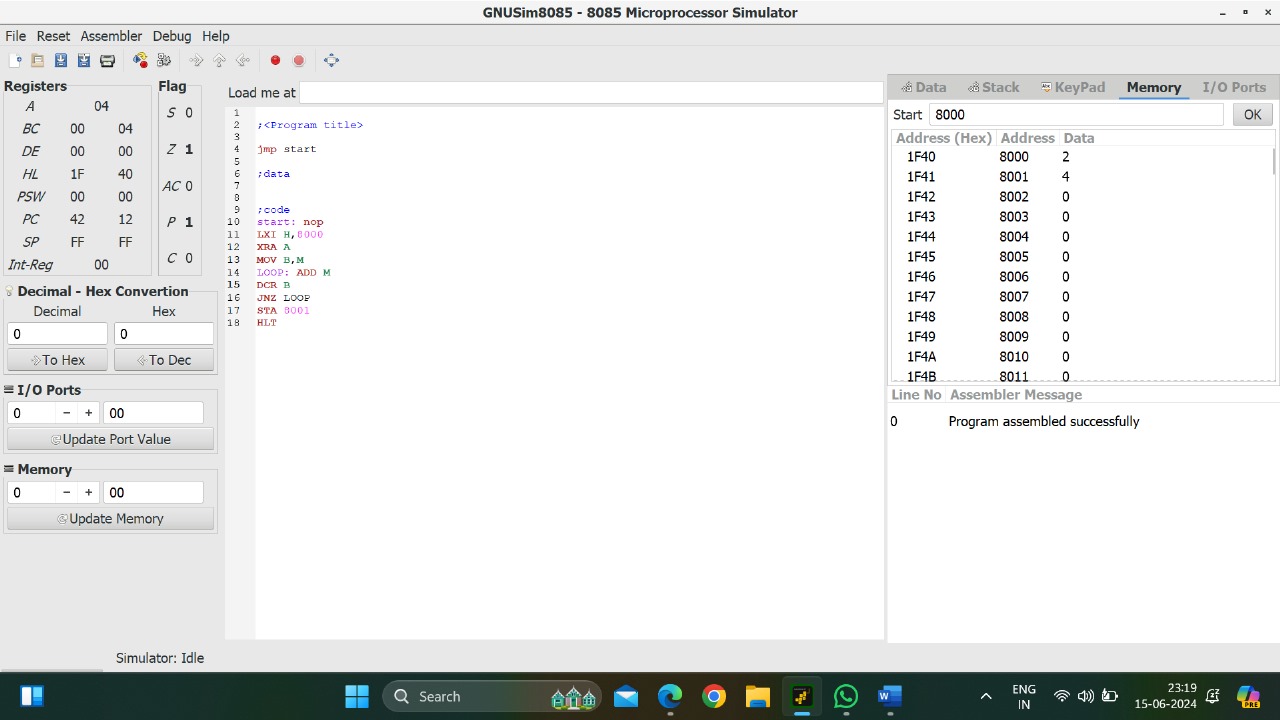 GNUSim8085 - 8085 Microprocessor Simulator
File Reset Assembler Debug Help
Registers
A 04
BC 00 04
DE 00 00
HL 1F 40
PSW 00 00
PC 42 12
SP FF FF
Int-Reg 00
Flag
S 0
Z 1
AC 0
P 1
C 0
Decimal - Hex Convertion
Decimal Hex
0 0
To Hex To Dec
I/O Ports
0 − + 00
Update Port Value
Memory
0 − + 00
Update Memory
Load me at
1
2 ;<Program title>
3
4 jmp start
5
6 ;data
7
8
9 ;code
10 start: nop
11 LXI H,8000
12 XRA A
13 MOV B,M
14 LOOP: ADD M
15 DCR B
16 JNZ LOOP
17 STA 8001
18 HLT
Data Stack KeyPad Memory I/O Ports
Start 8000 OK
Address (Hex) Address Data
1F40 8000 2
1F41 8001 4
1F42 8002 0
1F43 8003 0
1F44 8004 0
1F45 8005 0
1F46 8006 0
1F47 8007 0
1F48 8008 0
1F49 8009 0
1F4A 8010 0
1F4B 8011 0
Line No Assembler Message
0 Program assembled successfully
Simulator: Idle
Search
ENG
IN
23:19
15-06-2024
PRE